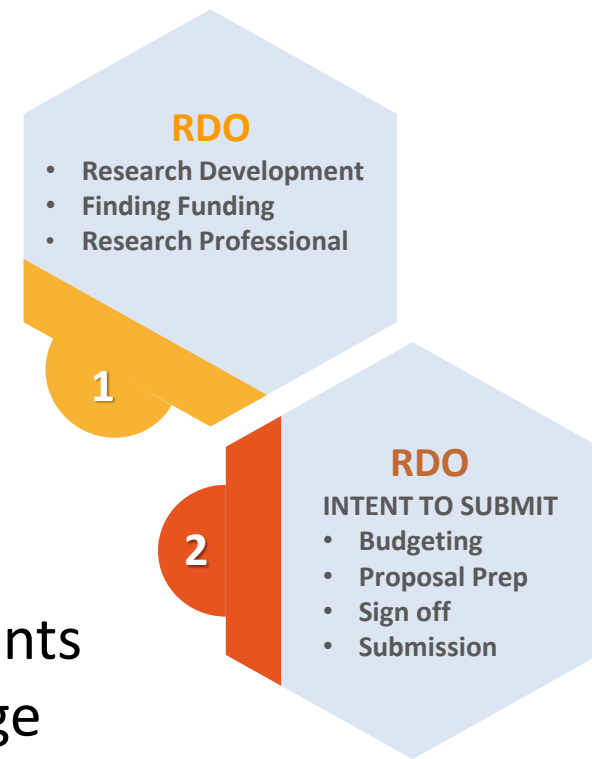 RDO
• Research Development
• Finding Funding
• Research Professional
1
RDO
INTENT TO SUBMIT
• Budgeting
• Proposal Prep
• Sign off
• Submission
2
nts
ge